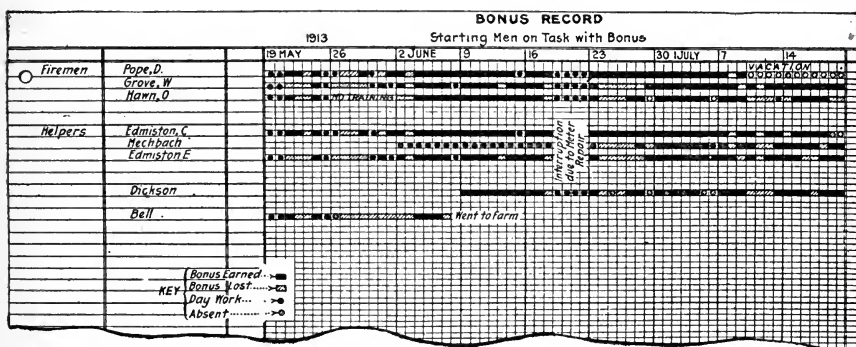 BONUS RECORD
1913 Starting Men on Task with Bonus
19 MAY 26 2 JUNE 9 16 23 30 1JULY 7 14
Firemen Pope, D. VACATION
Grove, W
Hawn, O NO TRAINING
Helpers Edmiston, C
Mechbach
Edmiston E
Interruption
due to Meter
Repair
Dickson
Bell Went to farm
KEY
Bonus Earned
Bonus Lost
Day Work
Absent